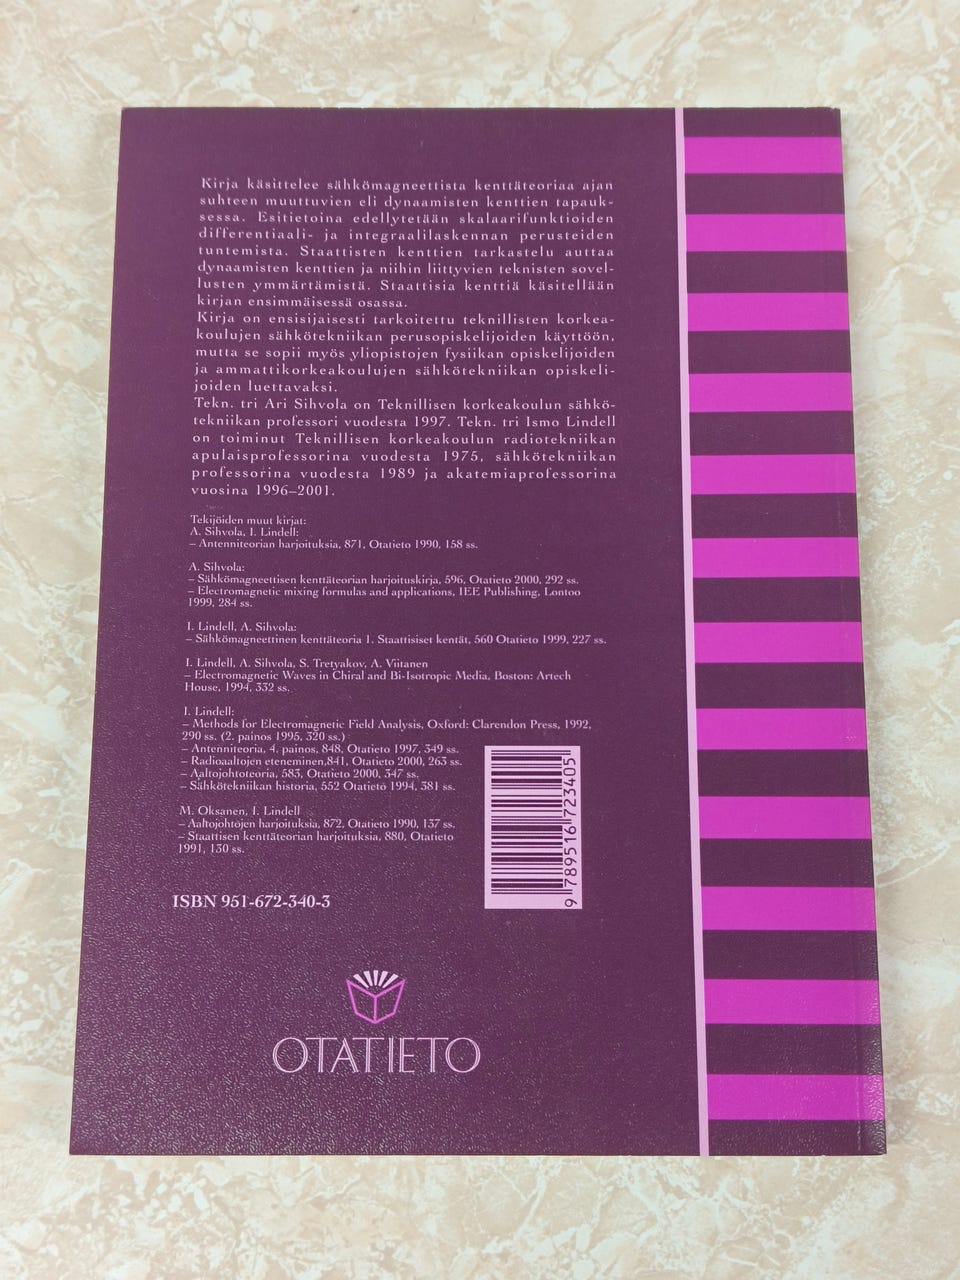 Kirja käsittelee sähkömagneettista kenttäteoriaa ajan
suhteen muuttuvien eli dynaamisten kenttien tapauk-
sessa. Esitietoina edellytetään skalaarifunktioiden
differentiaali- ja integraalilaskennan perusteiden
tuntemista. Staattisten kenttien tarkastelu auttaa
dynaamisten kenttien ja niihin liittyvien teknisten sovel-
lusten ymmärtämistä. Staattisia kenttiä käsitellään
kirjan ensimmäisessä osassa.
Kirja on ensisijaisesti tarkoitettu teknillisten korkea-
koulujen sähkötekniikan perusopiskelijoiden käyttöön,
mutta se sopii myös yliopistojen fysiikan opiskelijoiden
ja ammattikorkeakoulujen sähkötekniikan opiskeli-
joiden luettavaksi.
Tekn. tri Ari Sihvola on Teknillisen korkeakoulun sähkö-
tekniikan professori vuodesta 1997. Tekn. tri Ismo Lindell
on toiminut Teknillisen korkeakoulun radiotekniikan
apulaisprofessorina vuodesta 1975, sähkötekniikan
professorina vuodesta 1989 ja akatemiaprofessorina
vuosina 1996–2001.
Tekijöiden muut kirjat:
A. Sihvola, I. Lindell:
– Antenniteorian harjoituksia, 871, Otatieto 1990, 158 ss.
A. Sihvola:
– Sähkömagneettisen kenttäteorian harjoituskirja, 596, Otatieto 2000, 292 ss.
– Electromagnetic mixing formulas and applications, IEE Publishing, Lontoo
1999, 284 ss.
I. Lindell, A. Sihvola:
– Sähkömagneettinen kenttäteoria 1. Staattisiset kentät, 560 Otatieto 1999, 227 ss.
I. Lindell, A. Sihvola, S. Tretyakov, A. Viitanen
– Electromagnetic Waves in Chiral and Bi-Isotropic Media, Boston: Artech
House, 1994, 332 ss.
I. Lindell:
– Methods for Electromagnetic Field Analysis, Oxford: Clarendon Press, 1992,
290 ss. (2. painos 1995, 320 ss.)
– Antenniteoria, 4. painos, 848, Otatieto 1997, 349 ss.
– Radioaaltojen eteneminen,841, Otatieto 2000, 263 ss.
– Aaltojohtoteoria, 583, Otatieto 2000, 347 ss.
– Sähkötekniikan historia, 552 Otatieto 1994, 381 ss.
M. Oksanen, I. Lindell
– Aaltojohtöjen harjoituksia, 872, Otatieto 1990, 137 ss.
– Staattisen kenttäteorian harjoituksia, 880, Otatieto
1991, 130 ss.
9 789516 723405
ISBN 951-672-340-3
OTATIETO